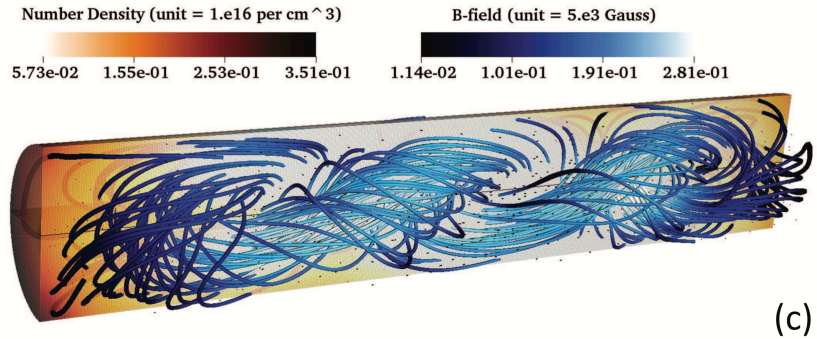 Number Density (unit = 1.e16 per cm^3)
B-field (unit = 5.e3 Gauss)
5.73e-02 1.55e-01 2.53e-01 3.51e-01
1.14e-02 1.01e-01 1.91e-01 2.81e-01
(c)